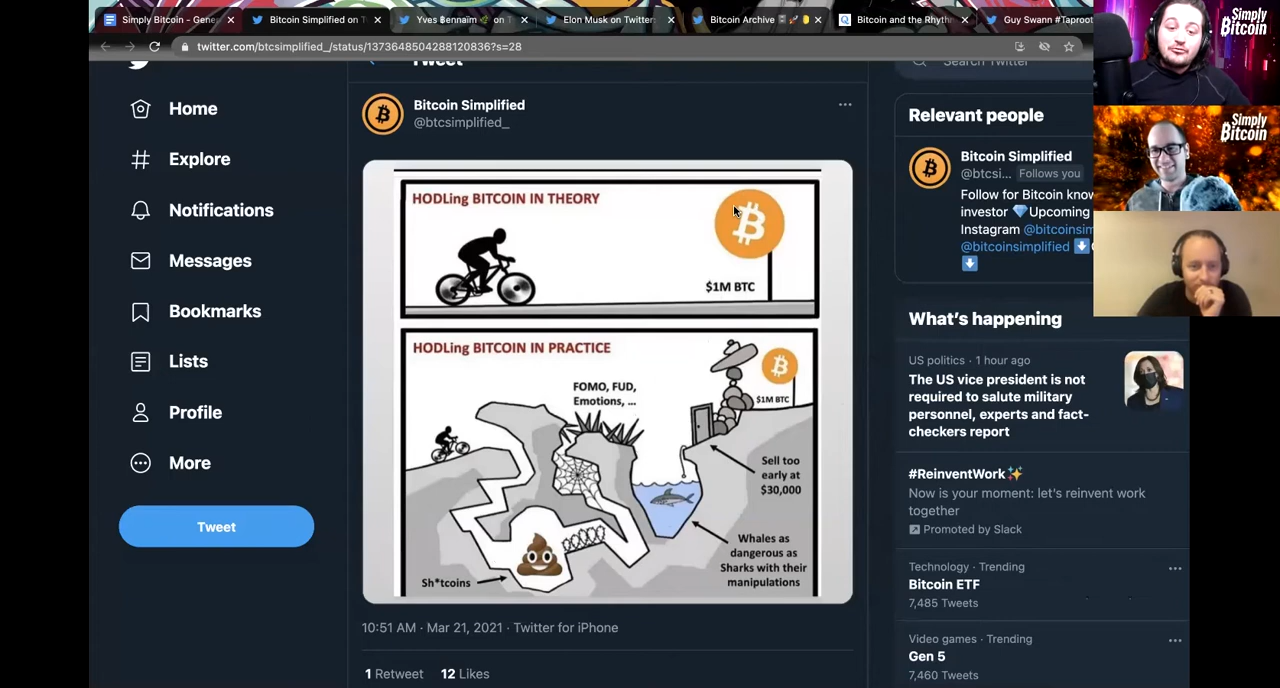 Simply Bitcoin - Gene
Bitcoin Simplified on T
Yves Bennaïm on T
Elon Musk on Twitter:
Bitcoin Archive
Bitcoin and the Rhyth
Guy Swann #Taproot
twitter.com/btcsimplified_/status/1373648504288120836?s=28
Tweet
Search Twitter
Home
Explore
Notifications
Messages
Bookmarks
Lists
Profile
More
Tweet
Bitcoin Simplified
@btcsimplified_
HODLing BITCOIN IN THEORY
$1M BTC
HODLing BITCOIN IN PRACTICE
FOMO, FUD,
Emotions, ...
$1M BTC
Sell too
early at
$30,000
Whales as
dangerous as
Sharks with their
manipulations
Sh*tcoins
10:51 AM · Mar 21, 2021 · Twitter for iPhone
1 Retweet 12 Likes
Relevant people
Bitcoin Simplified
@btcsi... Follows you
Follow for Bitcoin know
investor 💎Upcoming
Instagram @bitcoinsim
@bitcoinsimplified ⬇️
⬇️
What's happening
US politics · 1 hour ago
The US vice president is not
required to salute military
personnel, experts and fact-
checkers report
#ReinventWork✨
Now is your moment: let's reinvent work
together
Promoted by Slack
Technology · Trending
Bitcoin ETF
7,485 Tweets
Video games · Trending
Gen 5
7,460 Tweets
Simply
Bitcoin
Simply
Bitcoin